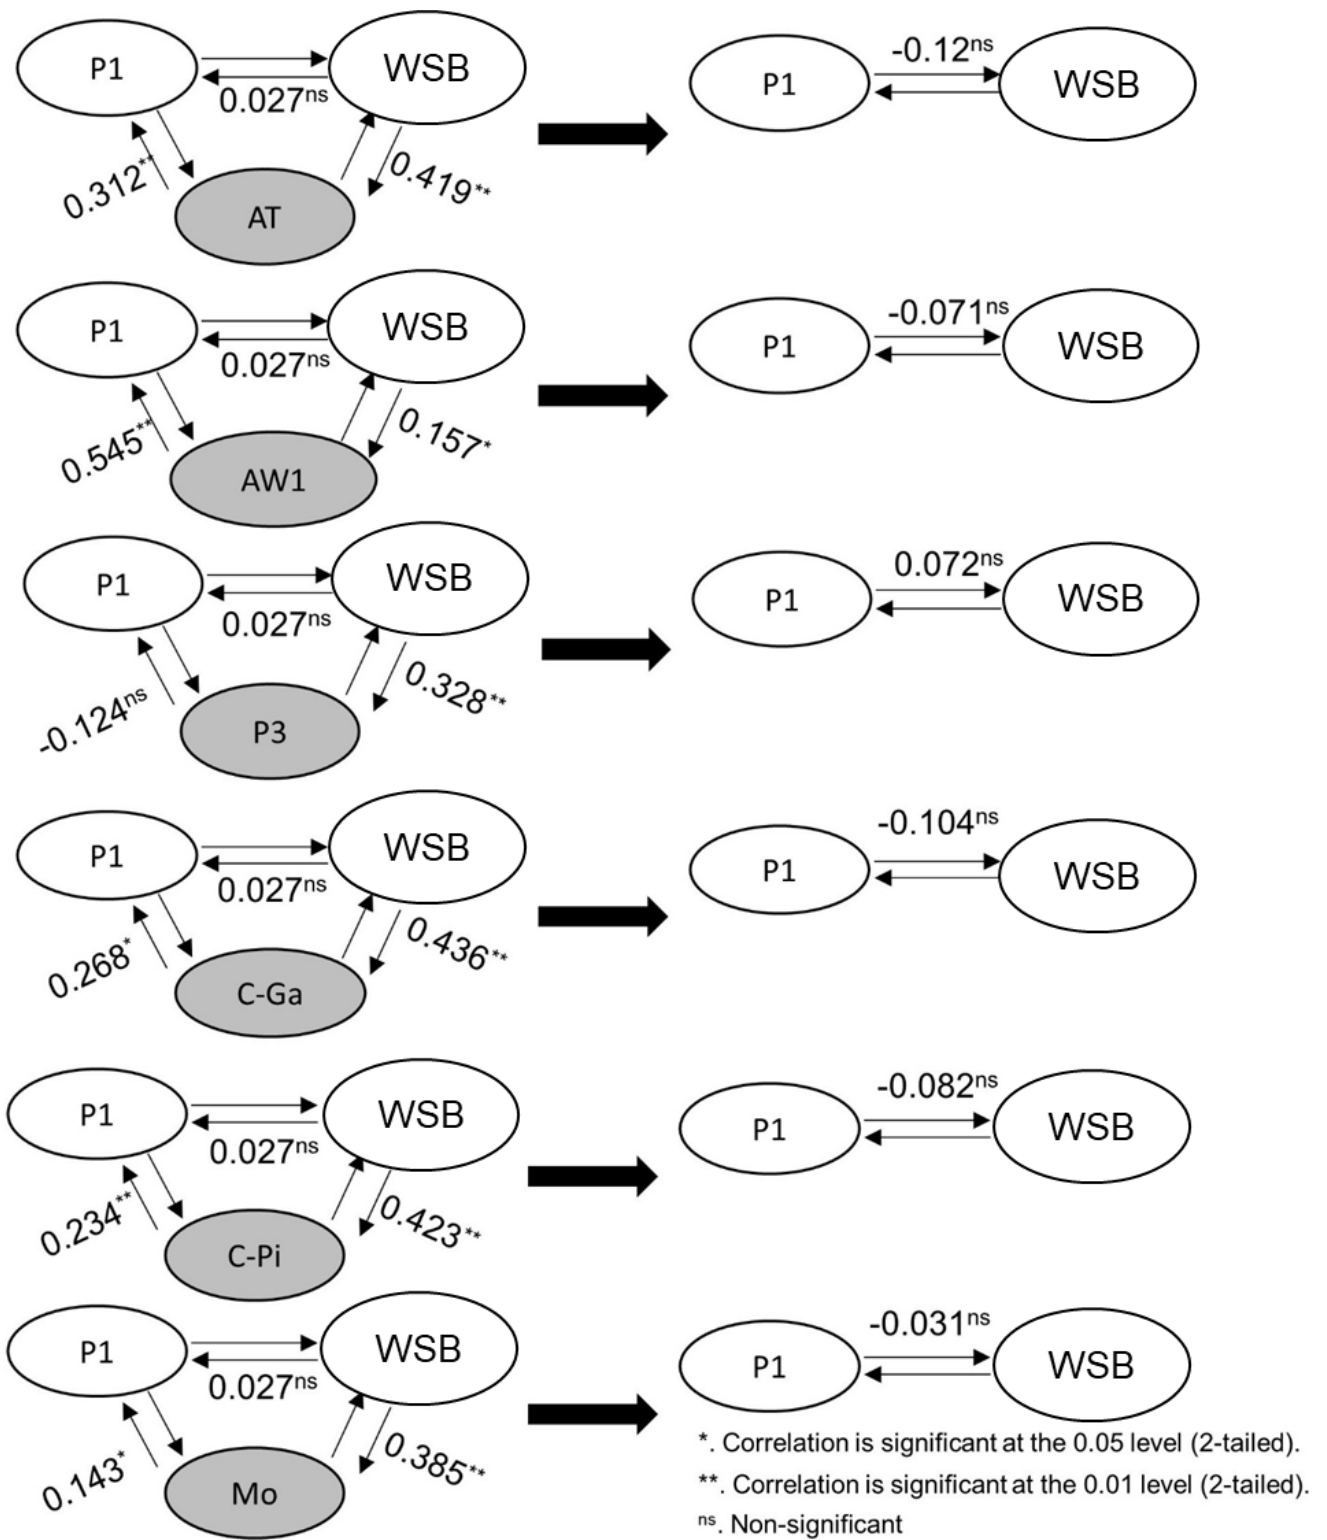 P1
WSB
0.027ns
0.312**
0.419**
AT
P1
-0.12ns
WSB
P1
WSB
0.027ns
0.545**
0.157*
AW1
P1
-0.071ns
WSB
P1
WSB
0.027ns
-0.124ns
0.328**
P3
P1
0.072ns
WSB
P1
WSB
0.027ns
0.268*
0.436**
C-Ga
P1
-0.104ns
WSB
P1
WSB
0.027ns
0.234**
0.423**
C-Pi
P1
-0.082ns
WSB
P1
WSB
0.027ns
0.143*
0.385**
Mo
P1
-0.031ns
WSB
*. Correlation is significant at the 0.05 level (2-tailed).
**. Correlation is significant at the 0.01 level (2-tailed).
ns. Non-significant